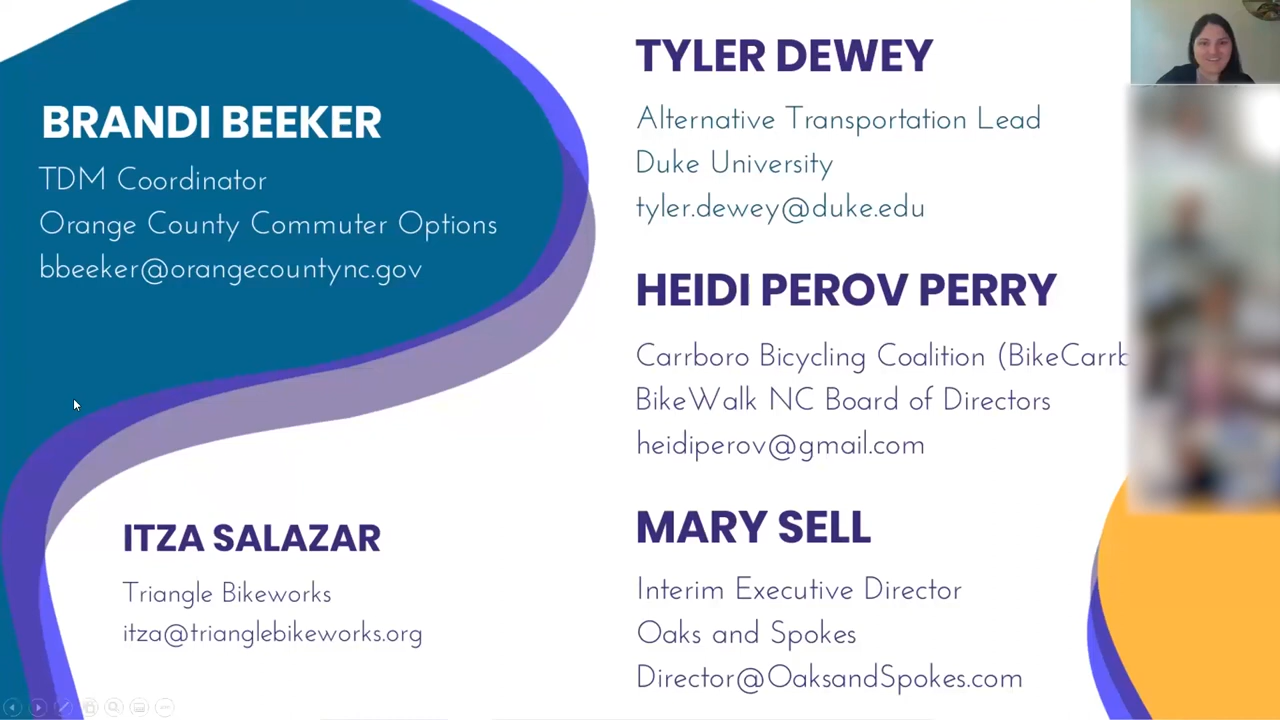 BRANDI BEEKER
TDM Coordinator
Orange County Commuter Options
bbeeker@orangecountync.gov
ITZA SALAZAR
Triangle Bikeworks
itza@trianglebikeworks.org
TYLER DEWEY
Alternative Transportation Lead
Duke University
tyler.dewey@duke.edu
HEIDI PEROV PERRY
Carrboro Bicycling Coalition (BikeCarrb
BikeWalk NC Board of Directors
heidiperov@gmail.com
MARY SELL
Interim Executive Director
Oaks and Spokes
Director@OaksandSpokes.com